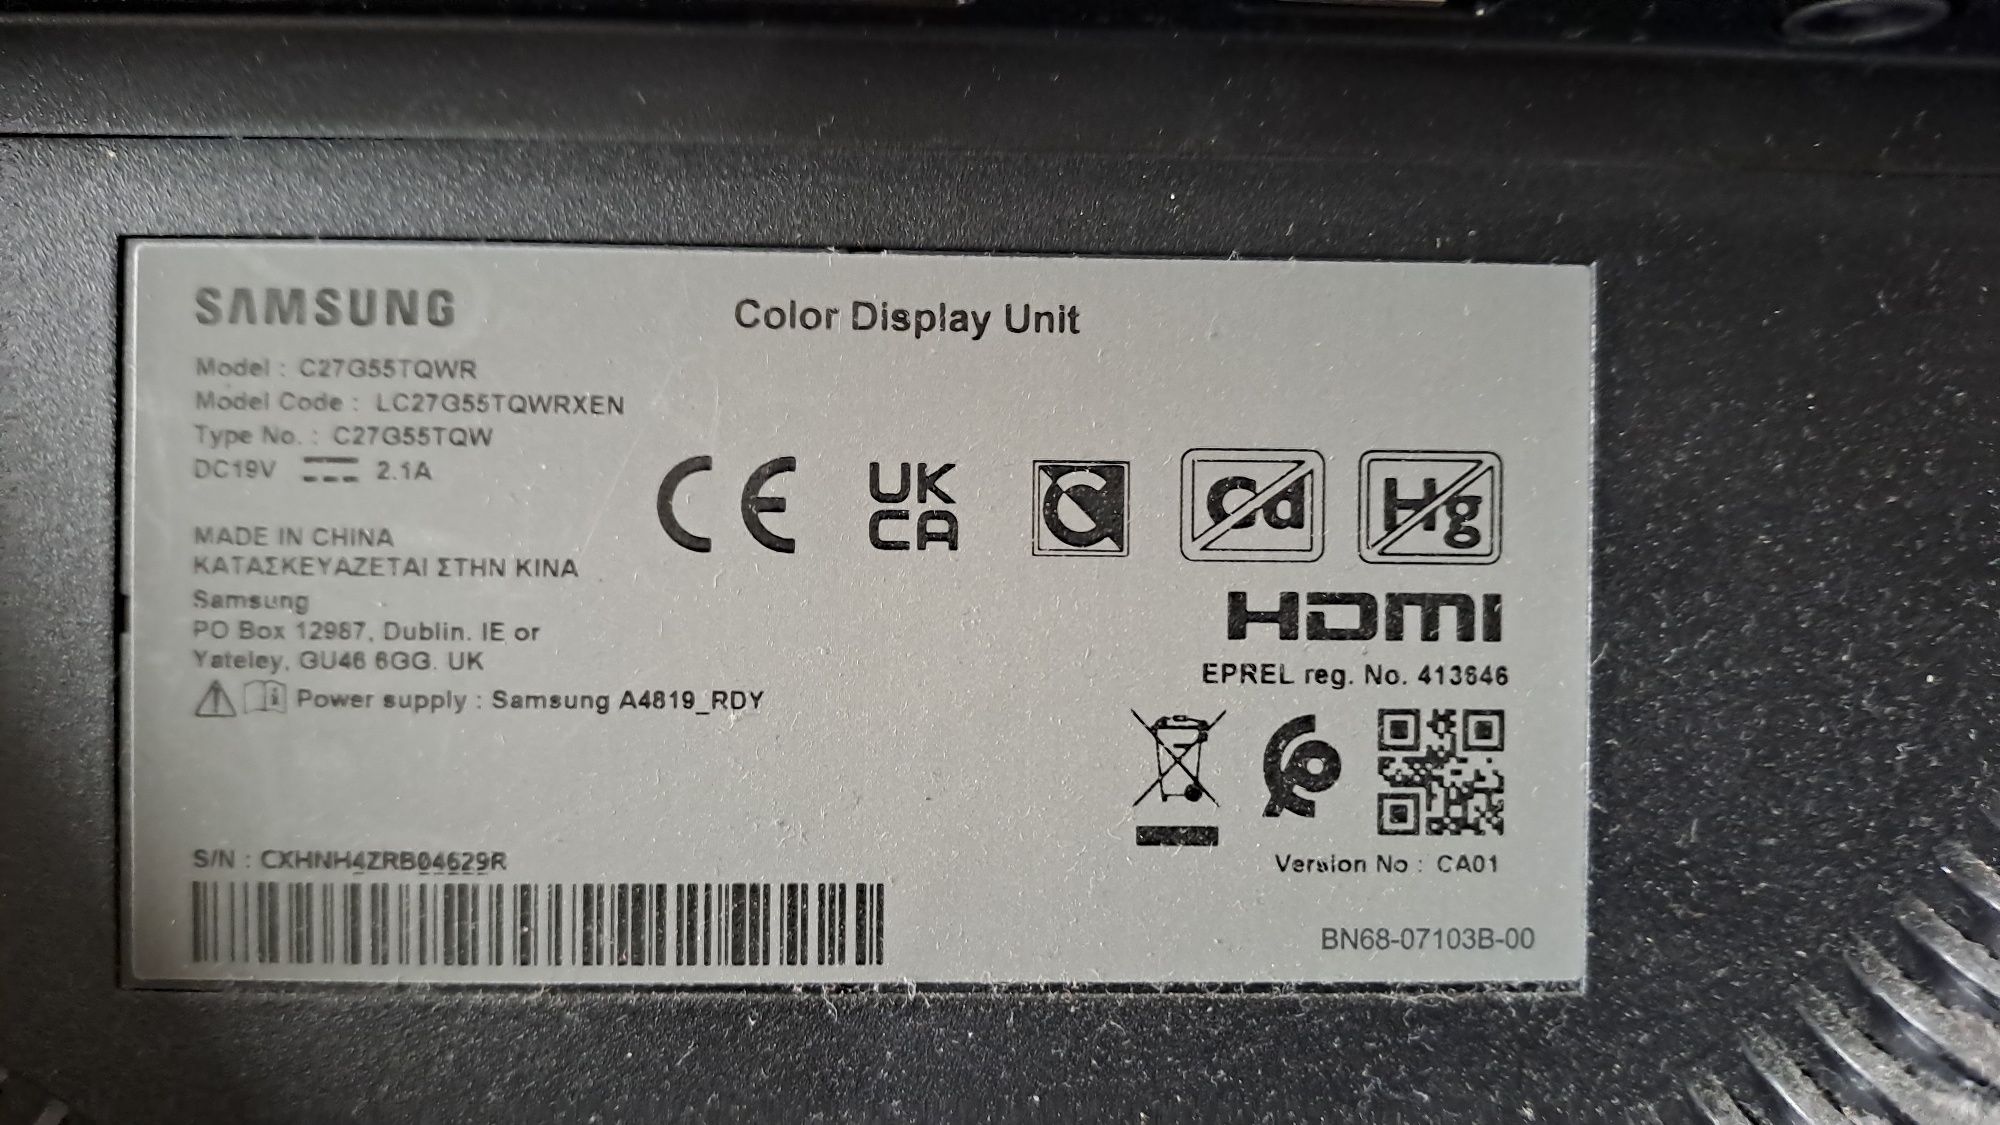 SAMSUNG
Color Display Unit
Model : C27G55TQWR
Model Code : LC27G55TQWRXEN
Type No. : C27G55TQW
DC19V 2.1A
CE
UK
CA
Cd
Hg
MADE IN CHINA
ΚΑΤΑΣΚΕΥΑΖΕΤΑΙ ΣΤΗΝ ΚΙΝΑ
Samsung
PO Box 12987, Dublin. IE or
Yateley, GU46 6GG. UK
Power supply : Samsung A4819_RDY
HDMI
EPREL reg. No. 413646
S/N : CXHNH4ZRB04629R
Version No : CA01
BN68-07103B-00